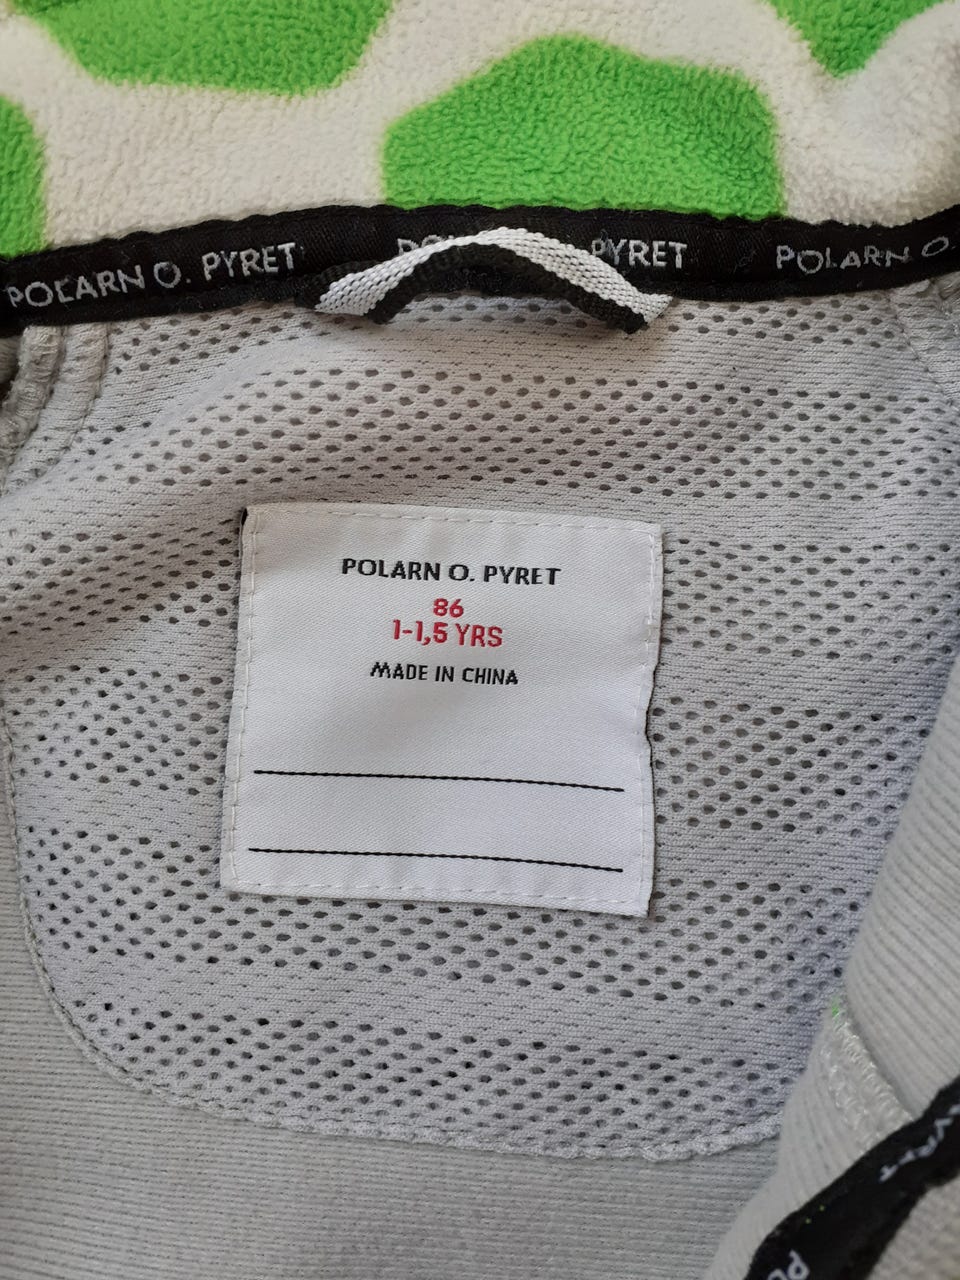 POLARN O. PYRET PYRET POLARN O.
POLARN O. PYRET
86
1-1,5 YRS
MADE IN CHINA